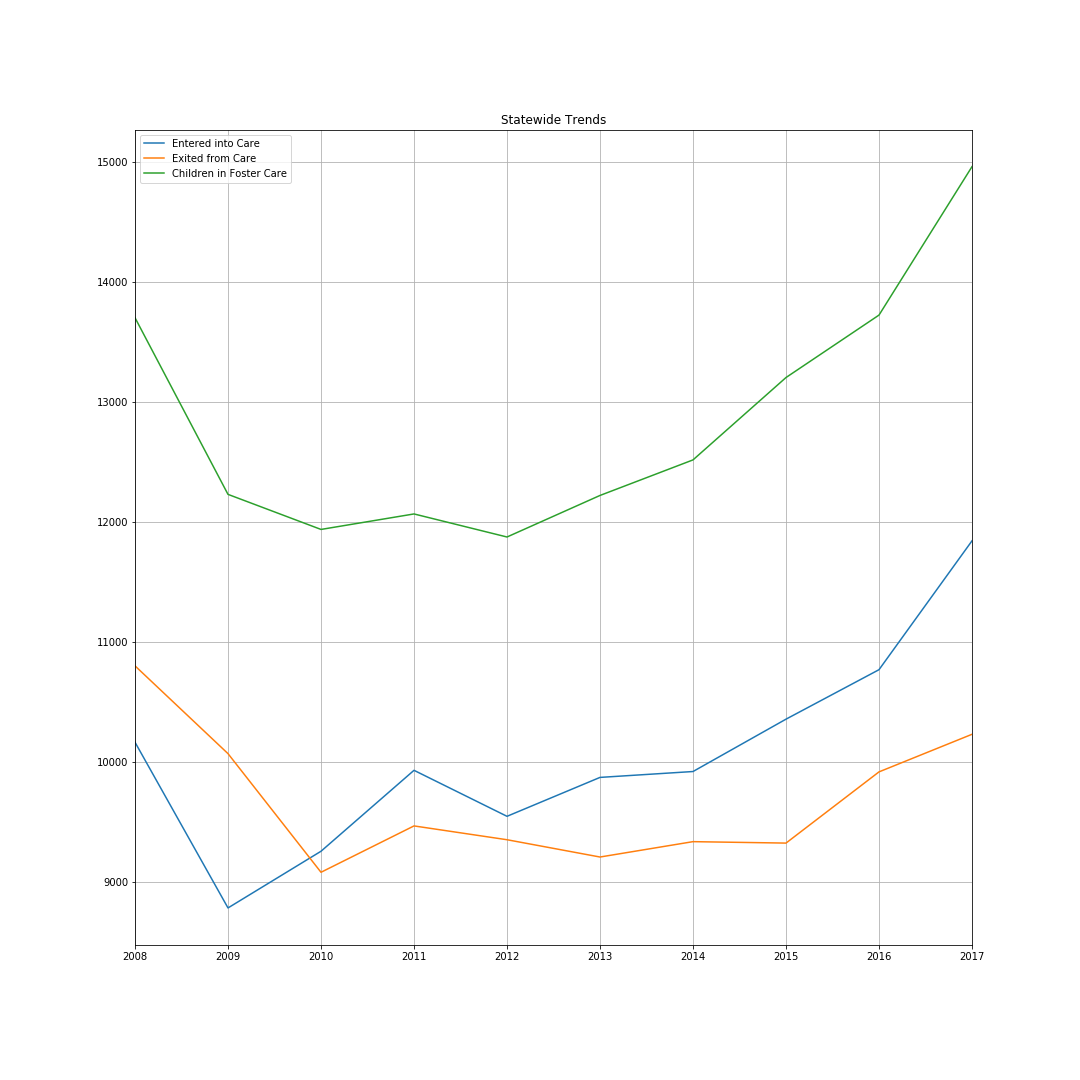 Statewide Trends
Entered into Care
Exited from Care
Children in Foster Care
15000
14000
13000
12000
11000
10000
9000
2008 2009 2010 2011 2012 2013 2014 2015 2016 2017